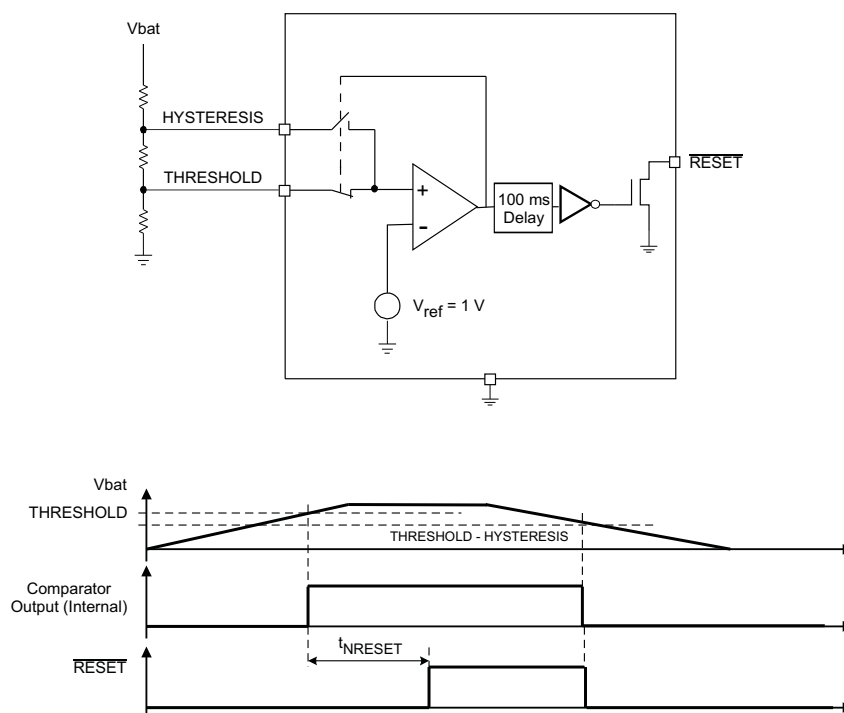 Vbat
HYSTERESIS
THRESHOLD
+
-
100 ms
Delay
RESET
Vref = 1 V
Vbat
THRESHOLD
THRESHOLD - HYSTERESIS
Comparator
Output (Internal)
tNRESET
RESET